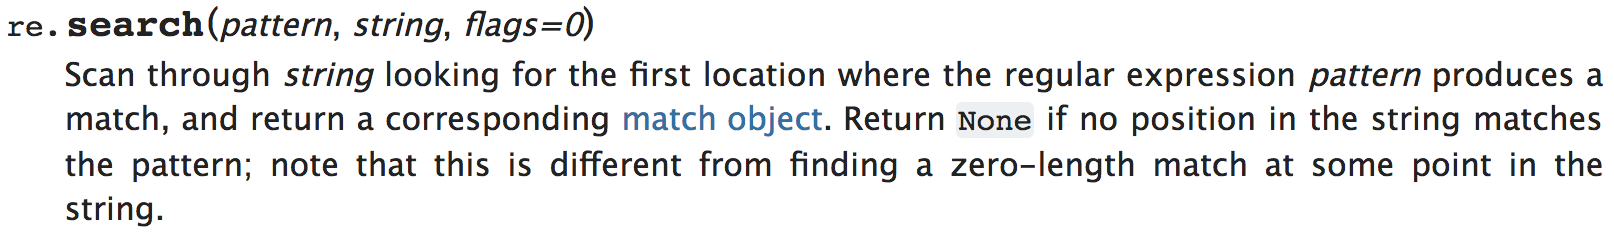 re.search(pattern, string, flags=0)
Scan through string looking for the first location where the regular expression pattern produces a
match, and return a corresponding match object. Return None if no position in the string matches
the pattern; note that this is different from finding a zero-length match at some point in the
string.